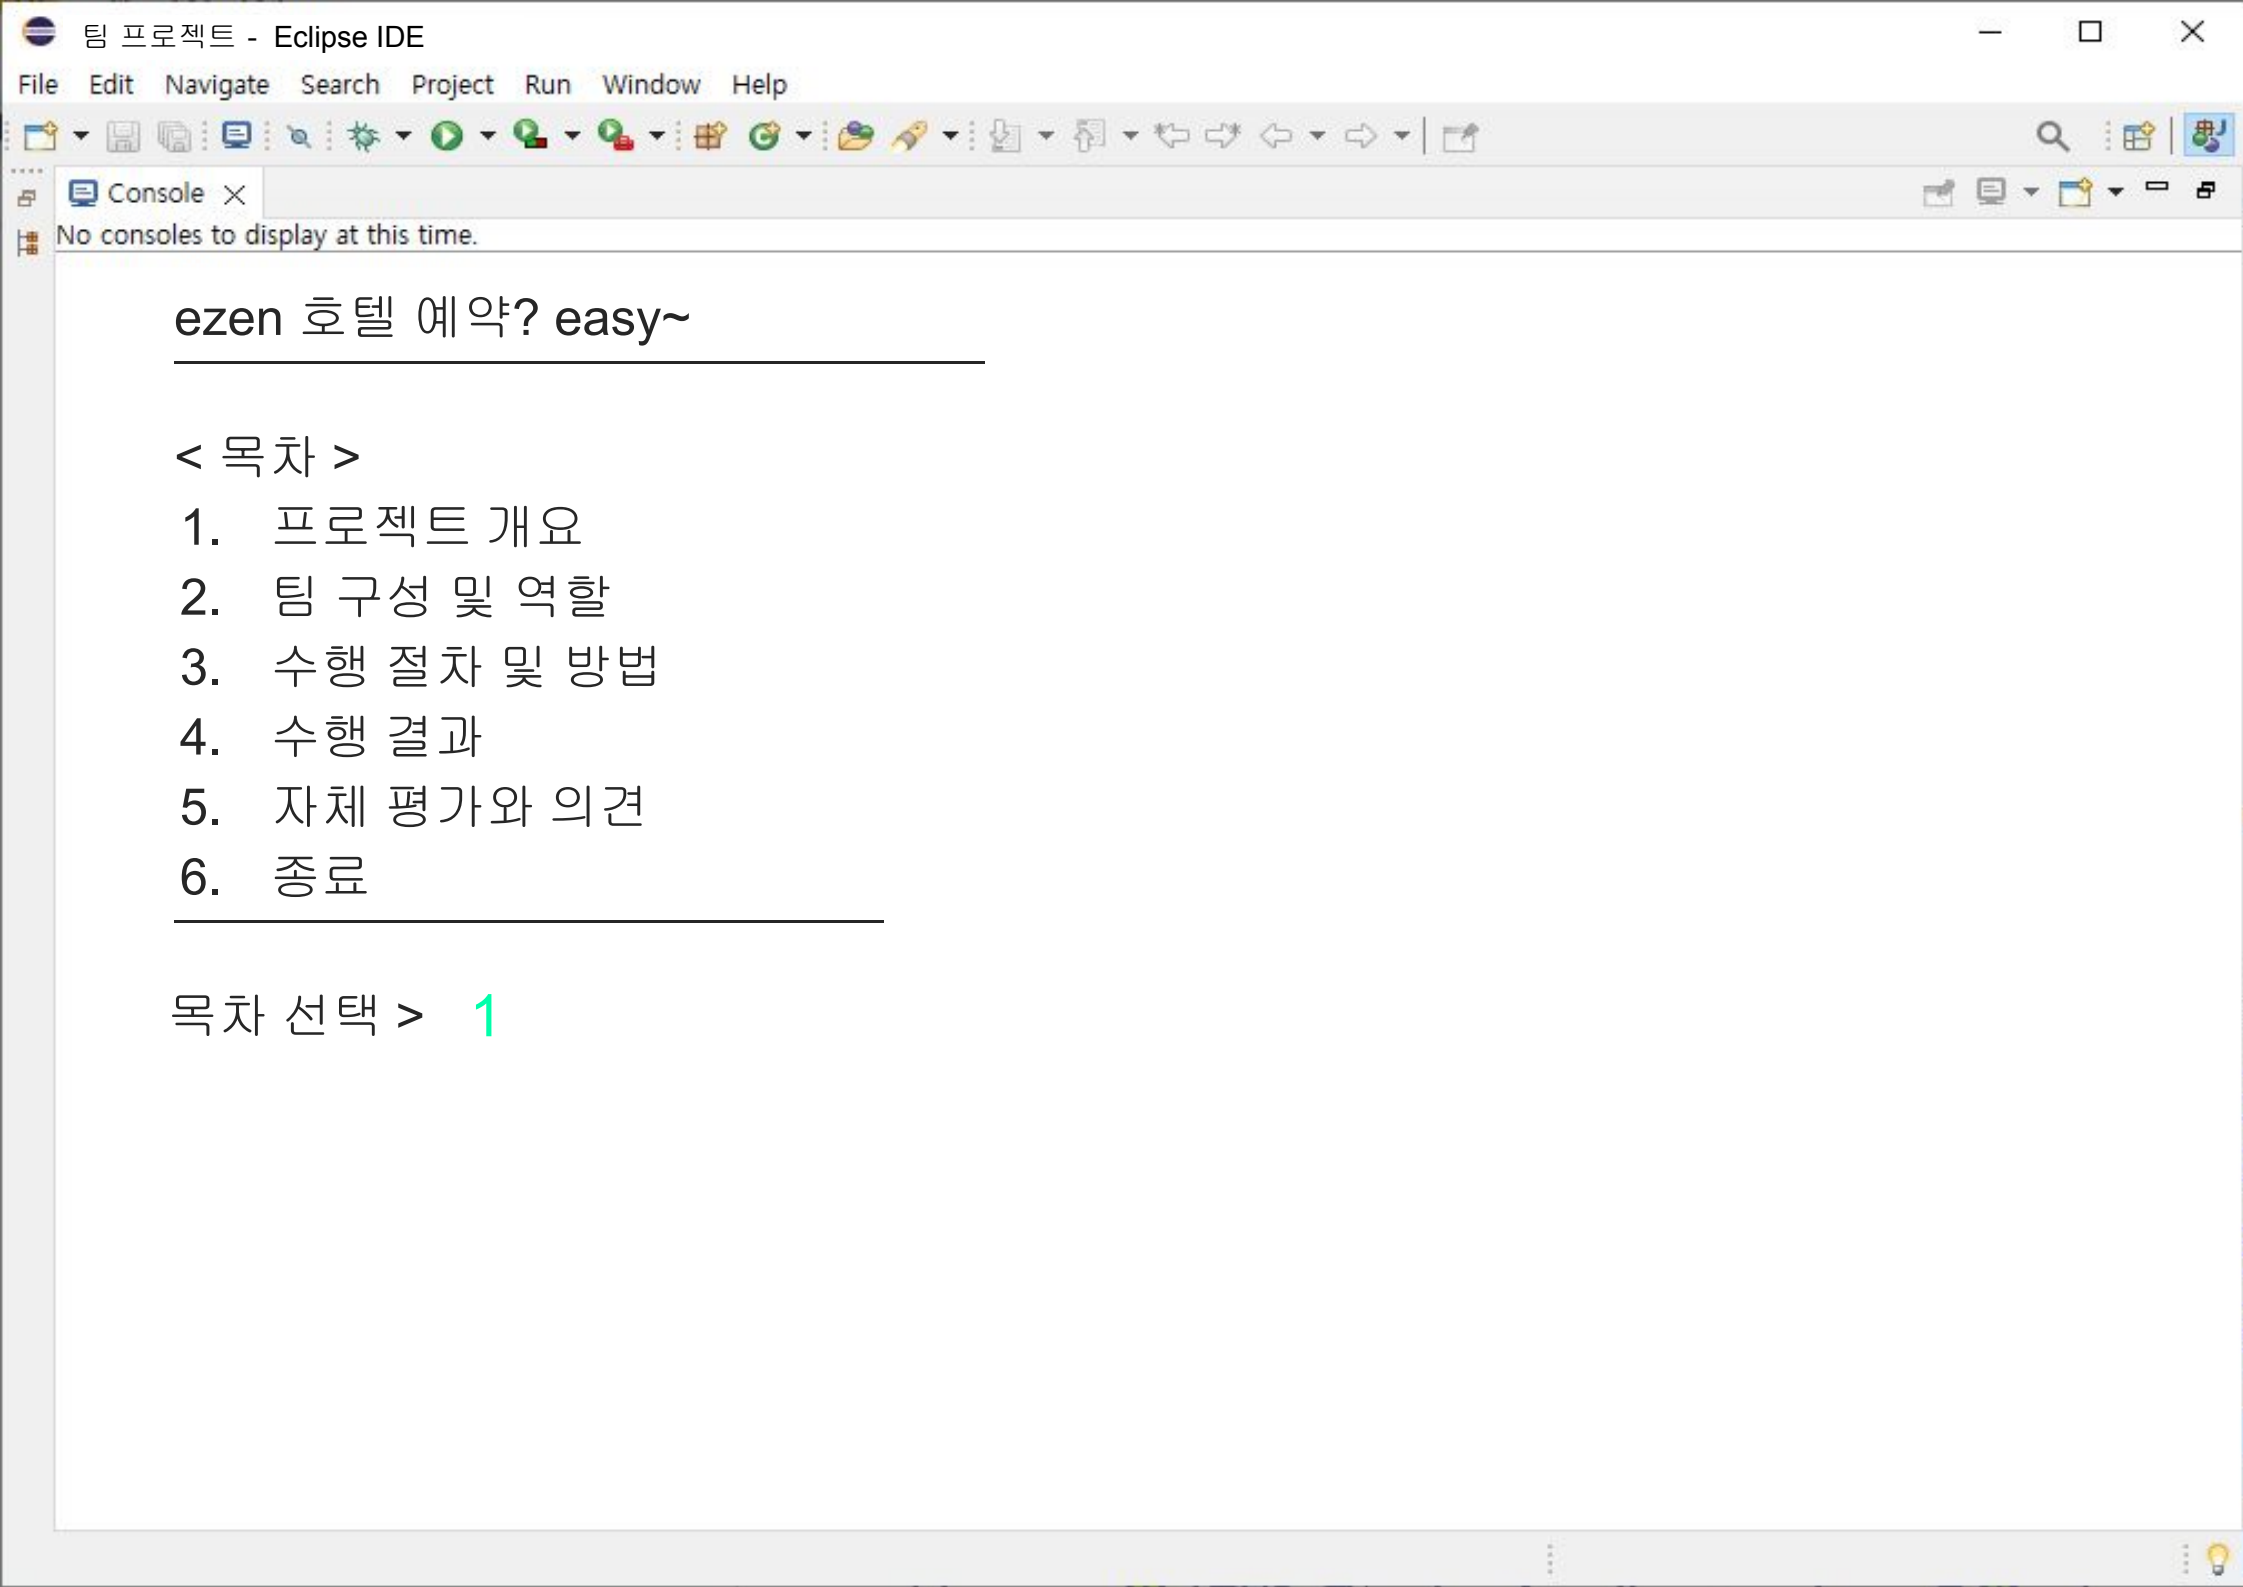 팀 프로젝트 - Eclipse IDE
File Edit Navigate Search Project Run Window Help
Console
No consoles to display at this time.
ezen 호텔 예약? easy~
< 목차 >
1. 프로젝트 개요
2. 팀 구성 및 역할
3. 수행 절차 및 방법
4. 수행 결과
5. 자체 평가와 의견
6. 종료
목차 선택 > 1